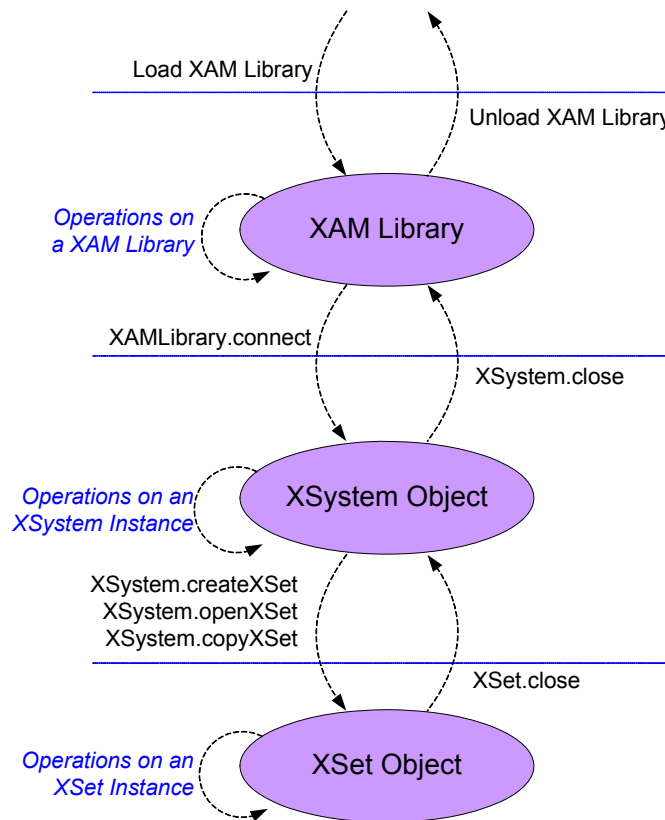 Load XAM Library
Unload XAM Library
Operations on
a XAM Library
XAM Library
XAMLibrary.connect
XSystem.close
Operations on an
XSystem Instance
XSystem Object
XSystem.createXSet
XSystem.openXSet
XSystem.copyXSet
XSet.close
Operations on an
XSet Instance
XSet Object